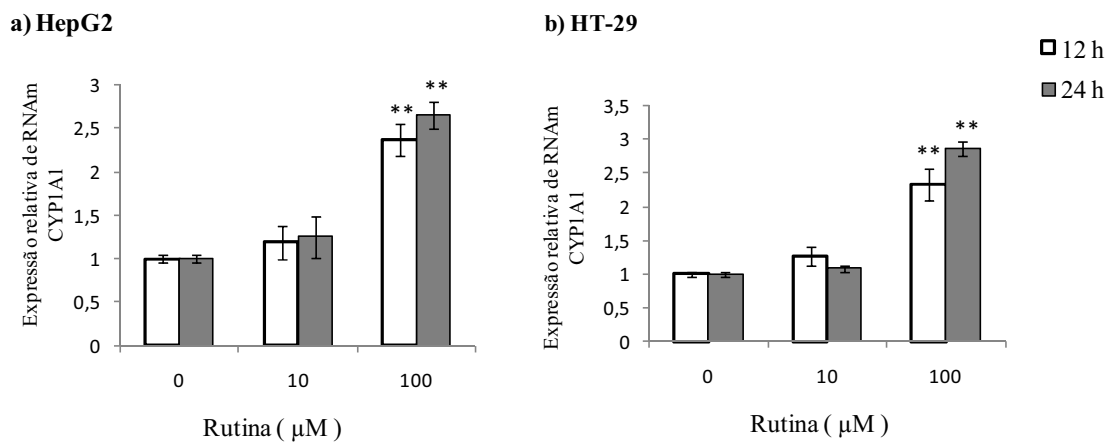 a) HepG2
Expressão relativa de RNAm
CYP1A1
3
2,5
2
1,5
1
0,5
0
** **
0 10 100
Rutina ( µM )
b) HT-29
Expressão relativa de RNAm
CYP1A1
3,5
3
2,5
2
1,5
1
0,5
0
**
**
0 10 100
Rutina ( µM )
12 h
24 h